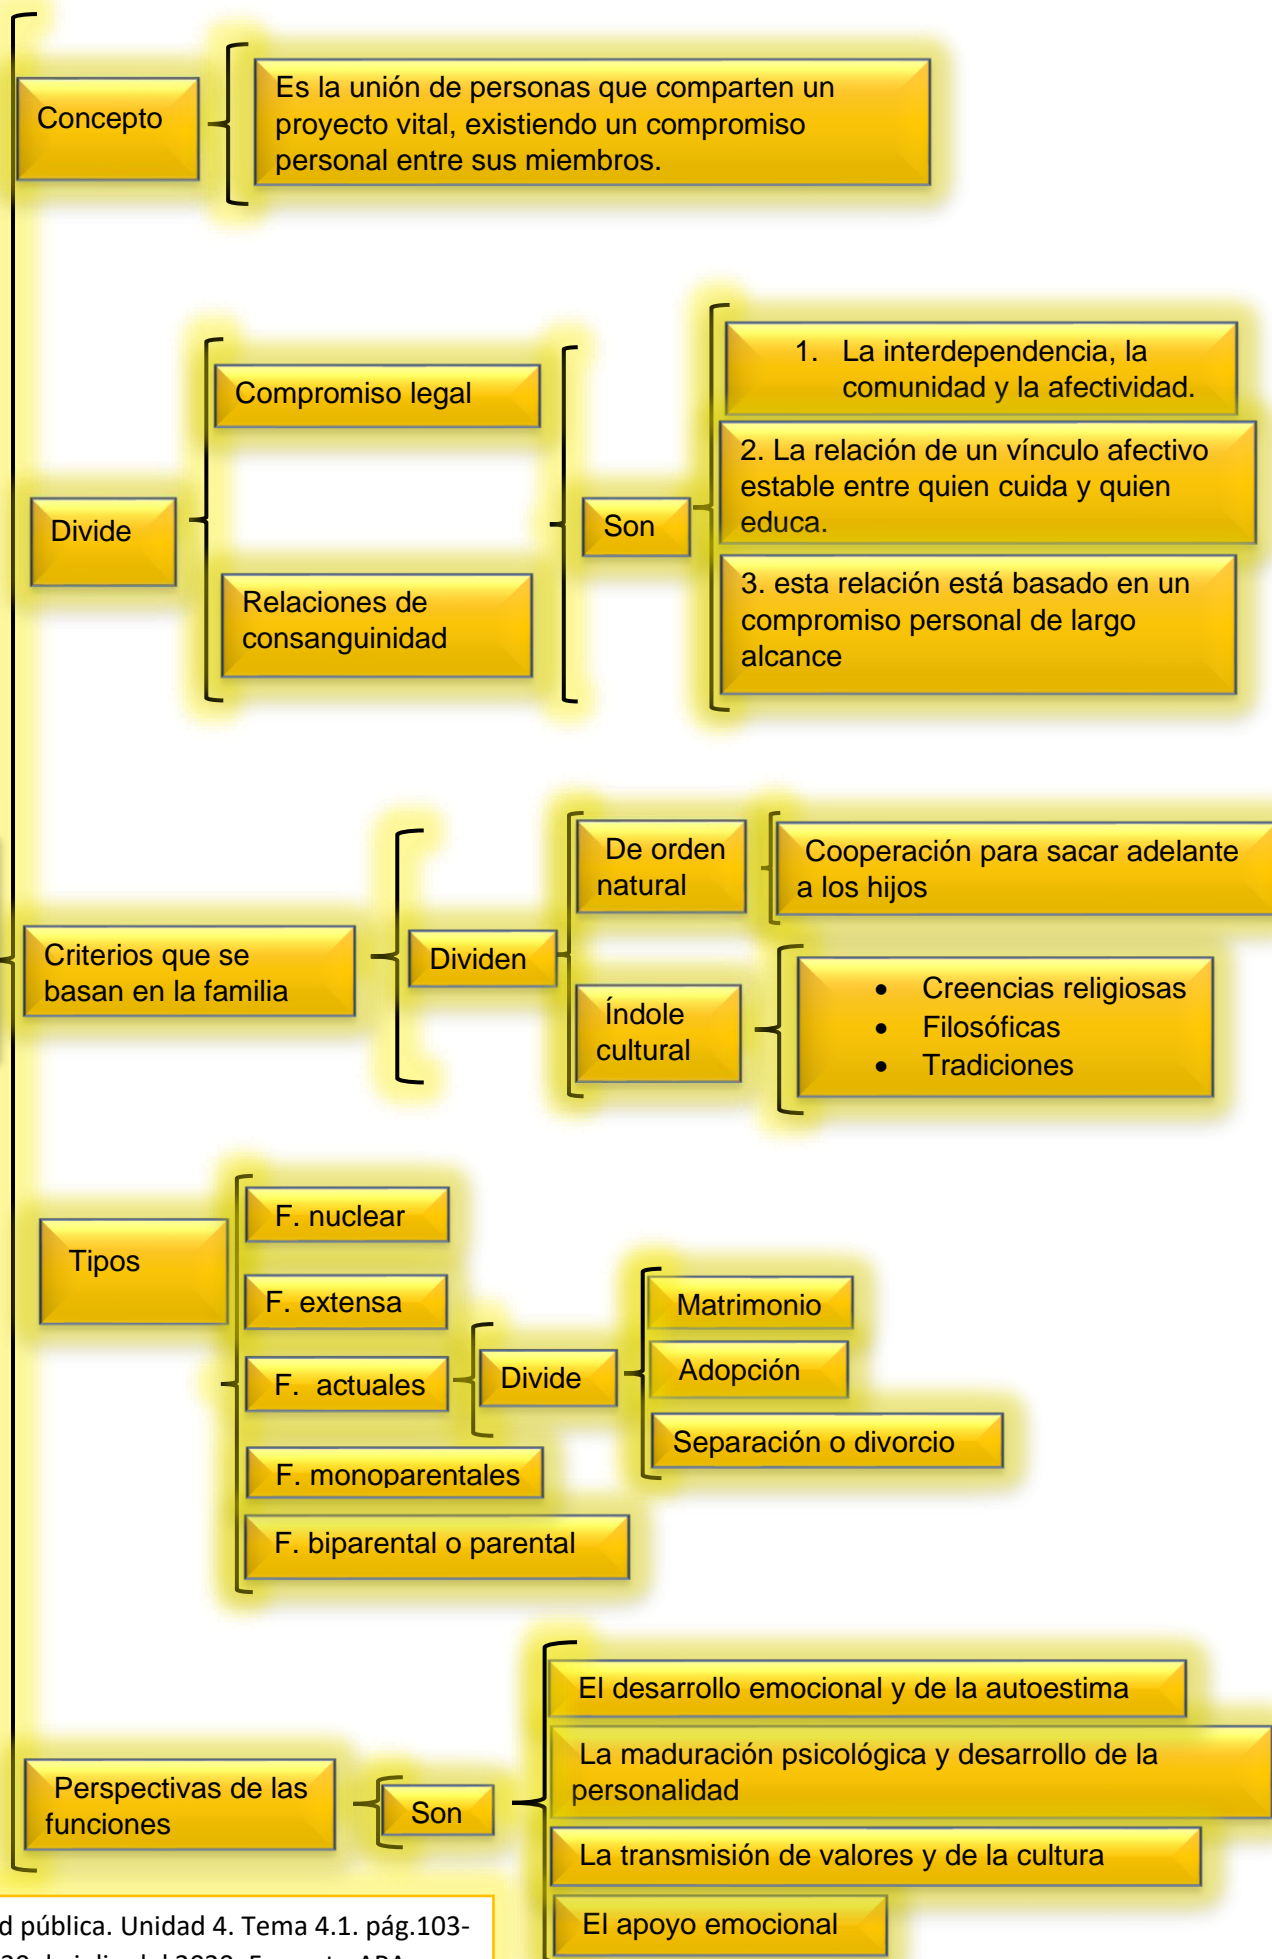 Concepto
Es la unión de personas que comparten un
proyecto vital, existiendo un compromiso
personal entre sus miembros.
Divide
Compromiso legal
Relaciones de
consanguinidad
Son
1. La interdependencia, la
comunidad y la afectividad.
2. La relación de un vínculo afectivo
estable entre quien cuida y quien
educa.
3. esta relación está basado en un
compromiso personal de largo
alcance
Criterios que se
basan en la familia
Dividen
De orden
natural
Cooperación para sacar adelante
a los hijos
Índole
cultural
• Creencias religiosas
• Filosóficas
• Tradiciones
Tipos
F. nuclear
F. extensa
F. actuales
Divide
Matrimonio
Adopción
Separación o divorcio
F. monoparentales
F. biparental o parental
Perspectivas de las
funciones
Son
El desarrollo emocional y de la autoestima
La maduración psicológica y desarrollo de la
personalidad
La transmisión de valores y de la cultura
El apoyo emocional
d pública. Unidad 4. Tema 4.1. pág.103-